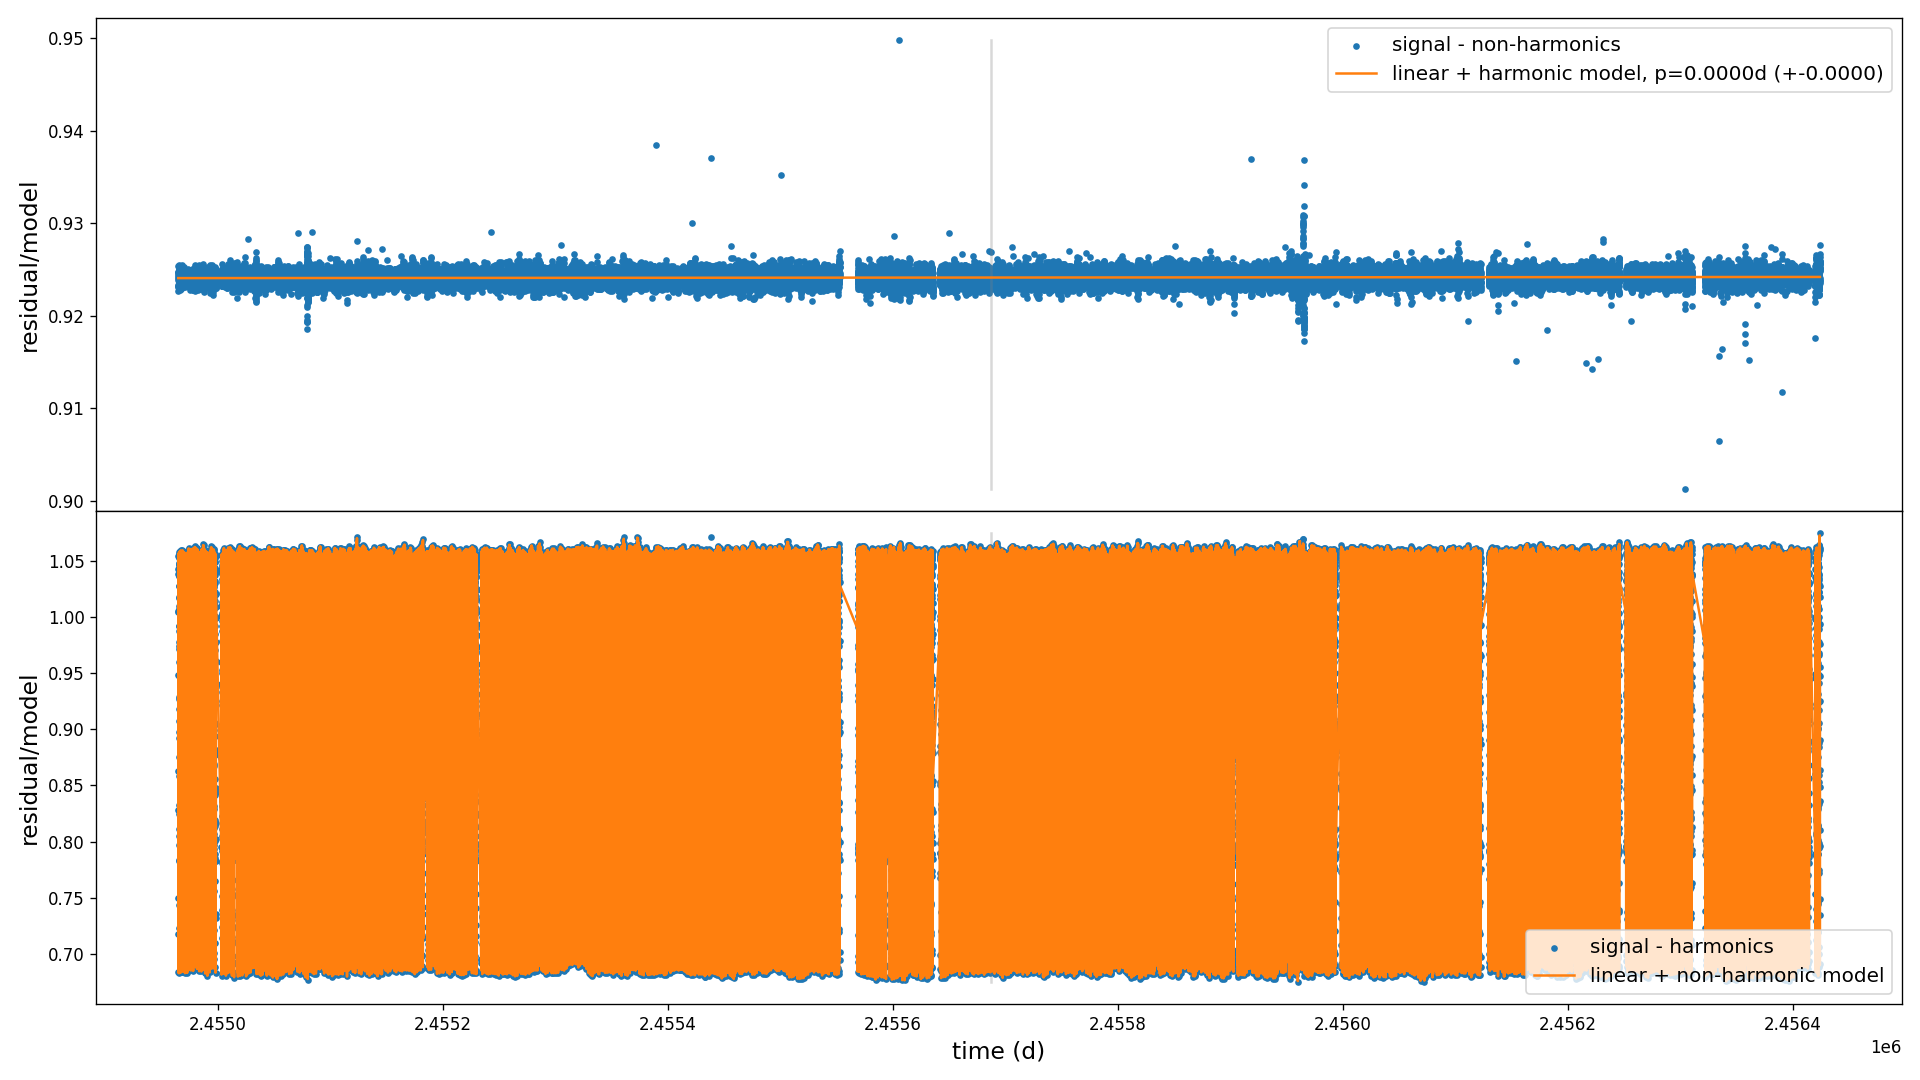 0.95
signal - non-harmonics
linear + harmonic model, p=0.0000d (+-0.0000)
0.94
0.93
0.92
0.91
0.90
residual/model
1.05
1.00
0.95
0.90
0.85
0.80
0.75
0.70
residual/model
signal - harmonics
linear + non-harmonic model
2.4550
2.4552
2.4554
2.4556
2.4558
2.4560
2.4562
2.4564
1e6
time (d)